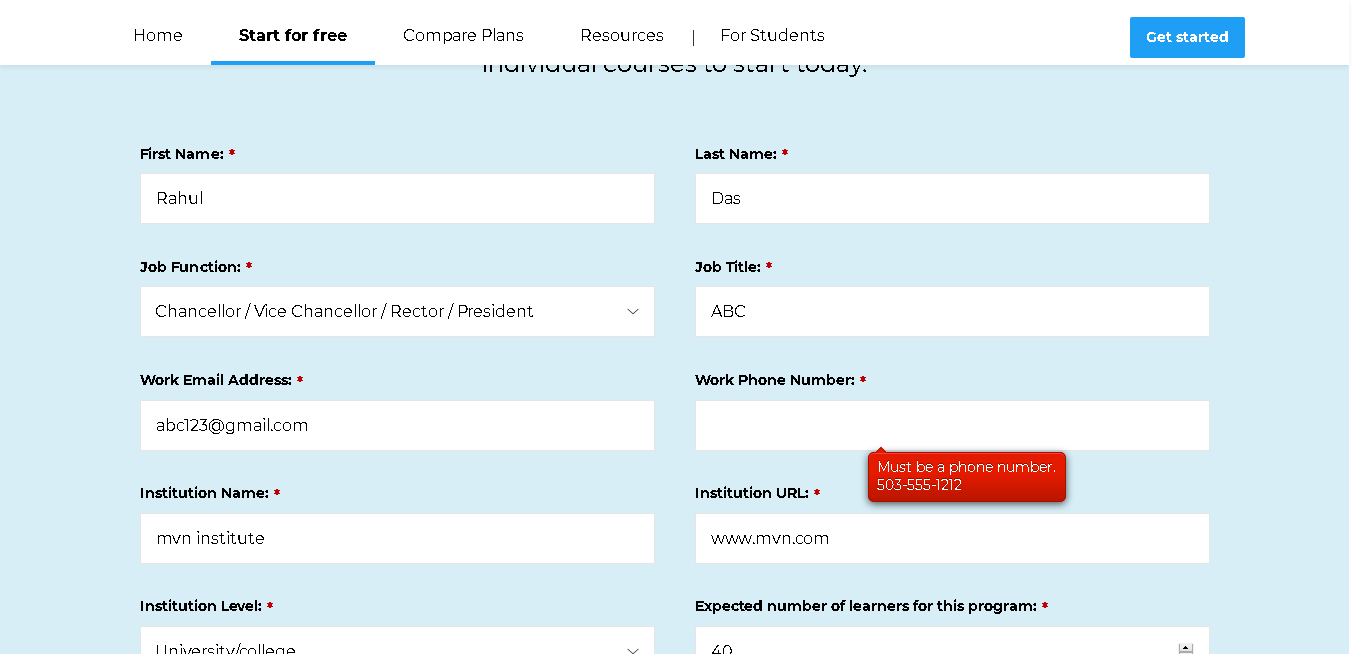 Home Start for free Compare Plans Resources | For Students Get started
individual courses to start today.
First Name: * Last Name: *
Rahul Das
Job Function: * Job Title: *
Chancellor / Vice Chancellor / Rector / President ABC
Work Email Address: * Work Phone Number: *
abc123@gmail.com
Must be a phone number.
503-555-1212
Institution Name: * Institution URL: *
mvn institute www.mvn.com
Institution Level: * Expected number of learners for this program: *
University/college 40